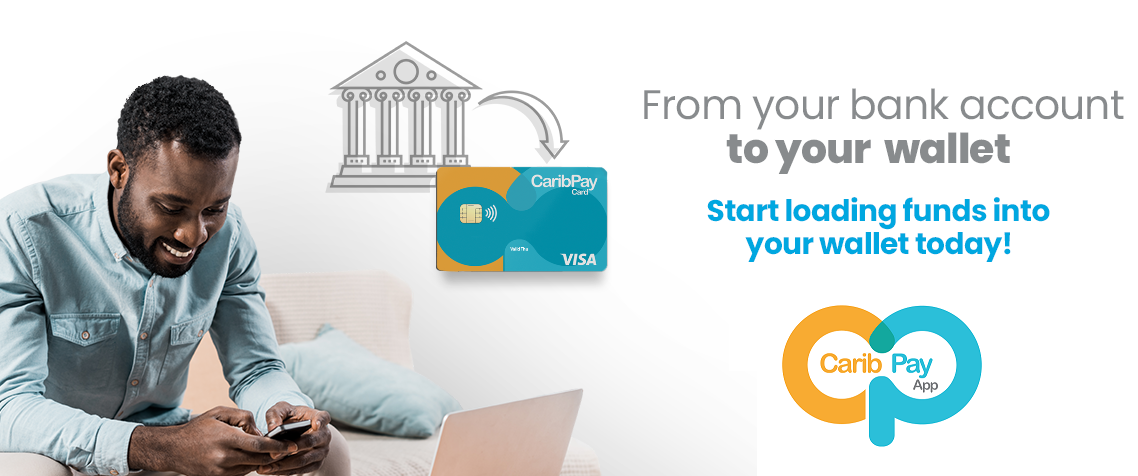 From your bank account
to your wallet
Start loading funds into
your wallet today!
CaribPay
Card
Valid Thru
VISA
Carib Pay
App